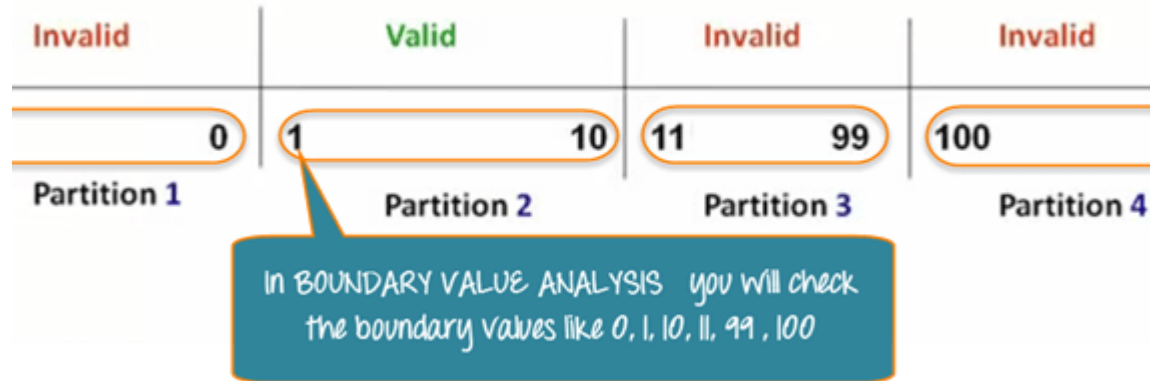 Invalid Valid Invalid Invalid
0 1 10 11 99 100
Partition 1 Partition 2 Partition 3 Partition 4
In BOUNDARY VALUE ANALYSIS you will check
the boundary values like 0, 1, 10, 11, 99 , 100